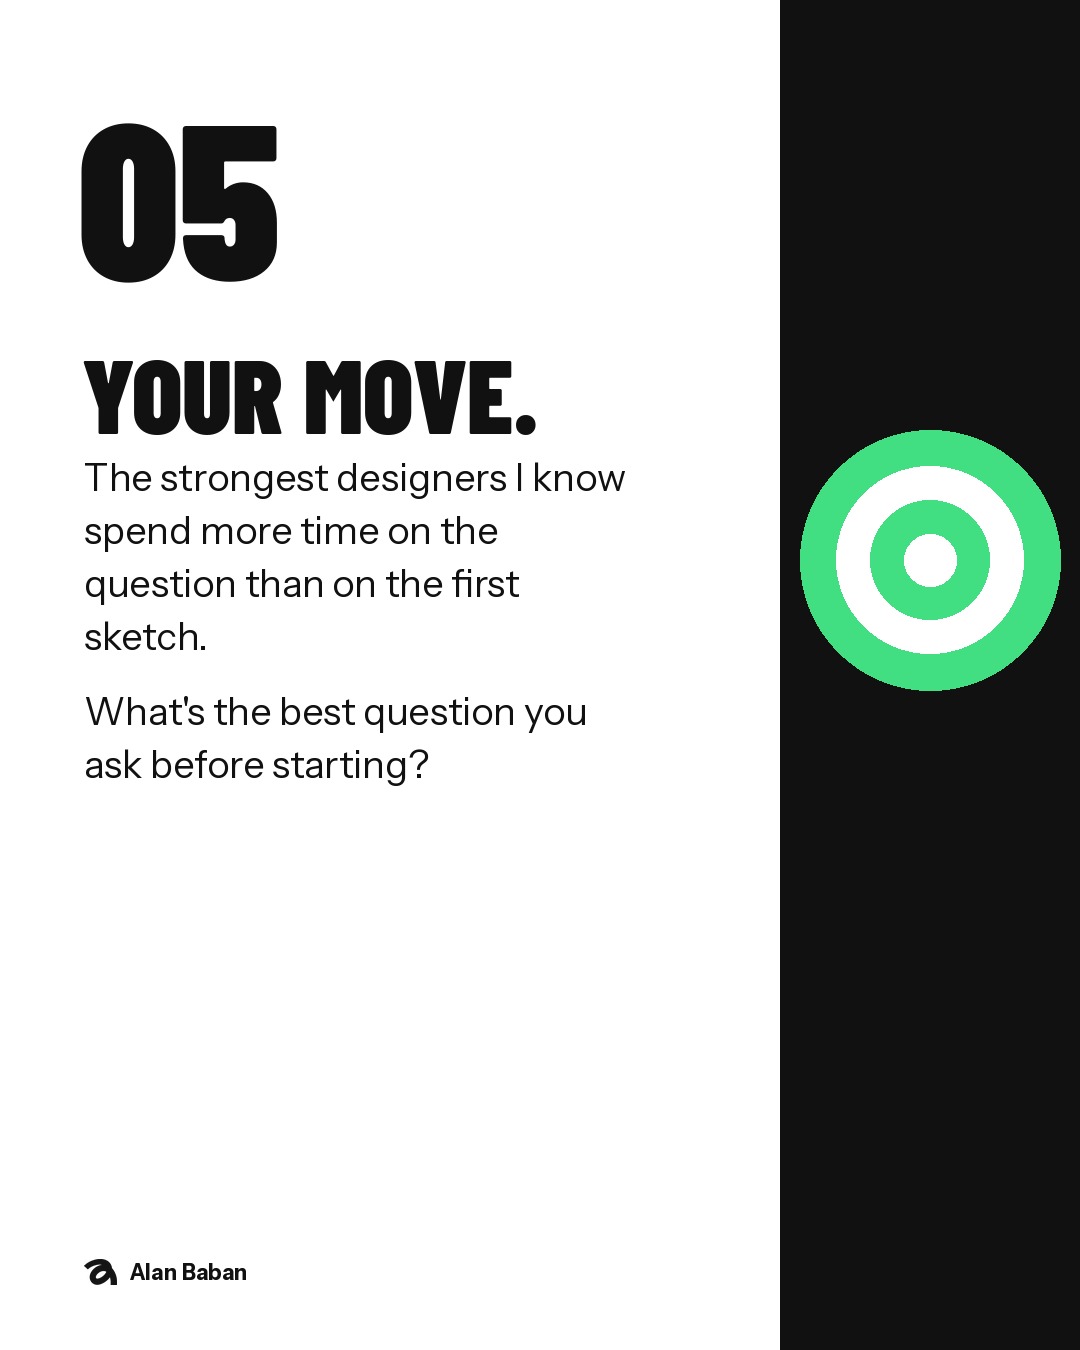 05
YOUR MOVE.
The strongest designers I know
spend more time on the
question than on the first
sketch.
What's the best question you
ask before starting?
Alan Baban